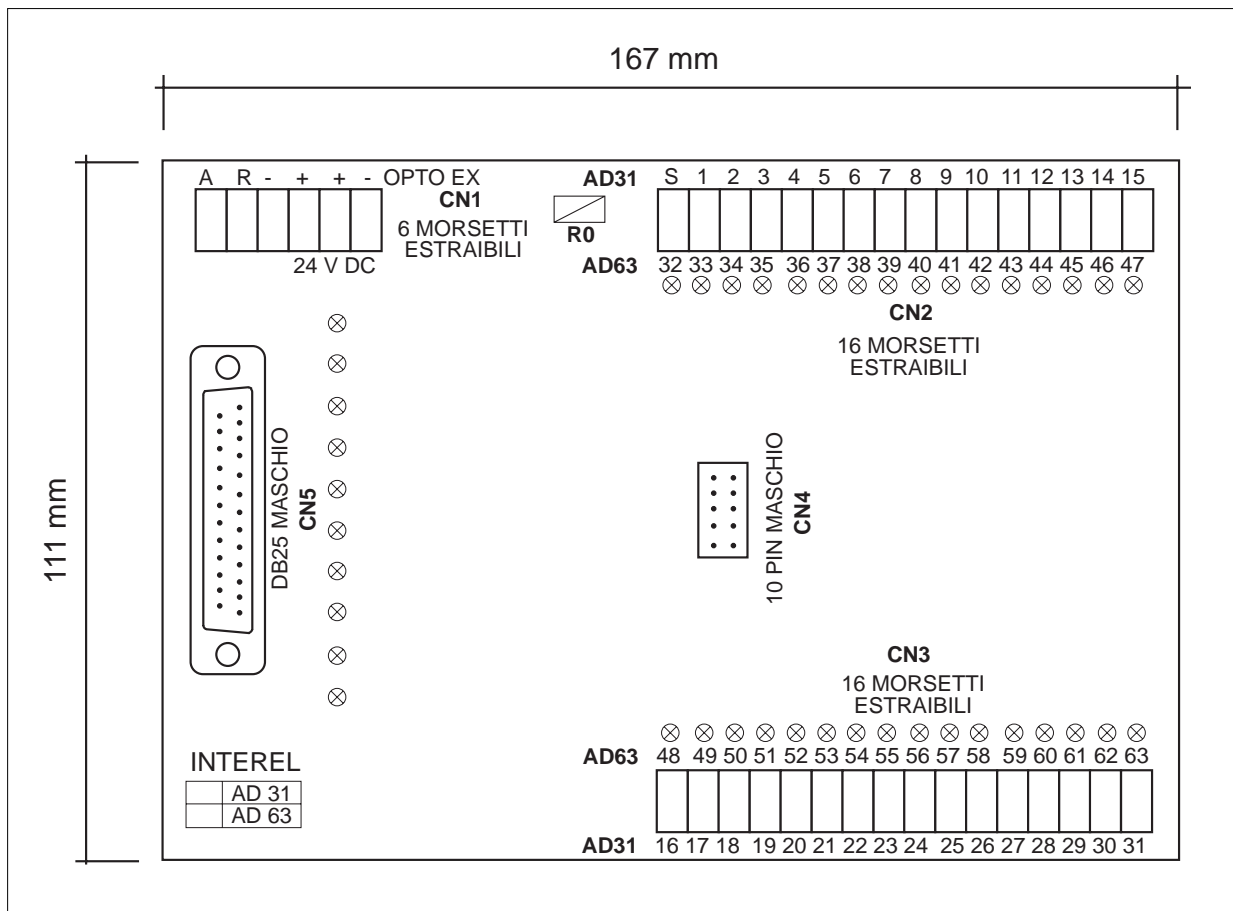 167 mm
111 mm
A R - + + - OPTO EX
CN1
6 MORSETTI
ESTRAIBILI
24 V DC
R0
AD31 S 1 2 3 4 5 6 7 8 9 10 11 12 13 14 15
AD63 32 33 34 35 36 37 38 39 40 41 42 43 44 45 46 47
CN2
16 MORSETTI
ESTRAIBILI
DB25 MASCHIO
CN5
10 PIN MASCHIO
CN4
CN3
16 MORSETTI
ESTRAIBILI
AD63 48 49 50 51 52 53 54 55 56 57 58 59 60 61 62 63
AD31 16 17 18 19 20 21 22 23 24 25 26 27 28 29 30 31
INTEREL
AD 31
AD 63